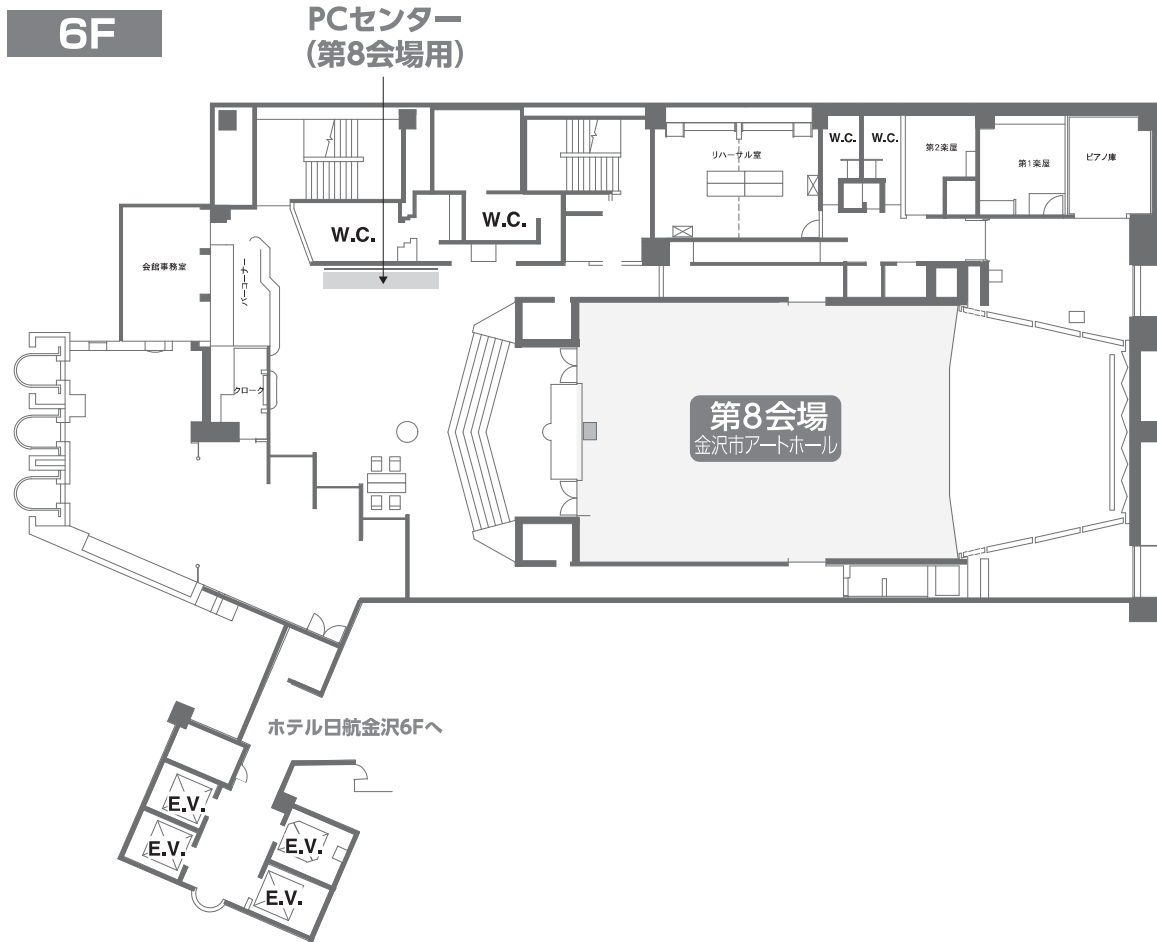 6F
PCセンター
(第8会場用)
W.C.
W.C.
リハーサル室
W.C.
W.C.
第2楽屋
第1楽屋
ピアノ庫
会館事務室
バーコーナー
クローク
第8会場
金沢市アートホール
ホテル日航金沢6Fへ
E.V.
E.V.
E.V.
E.V.